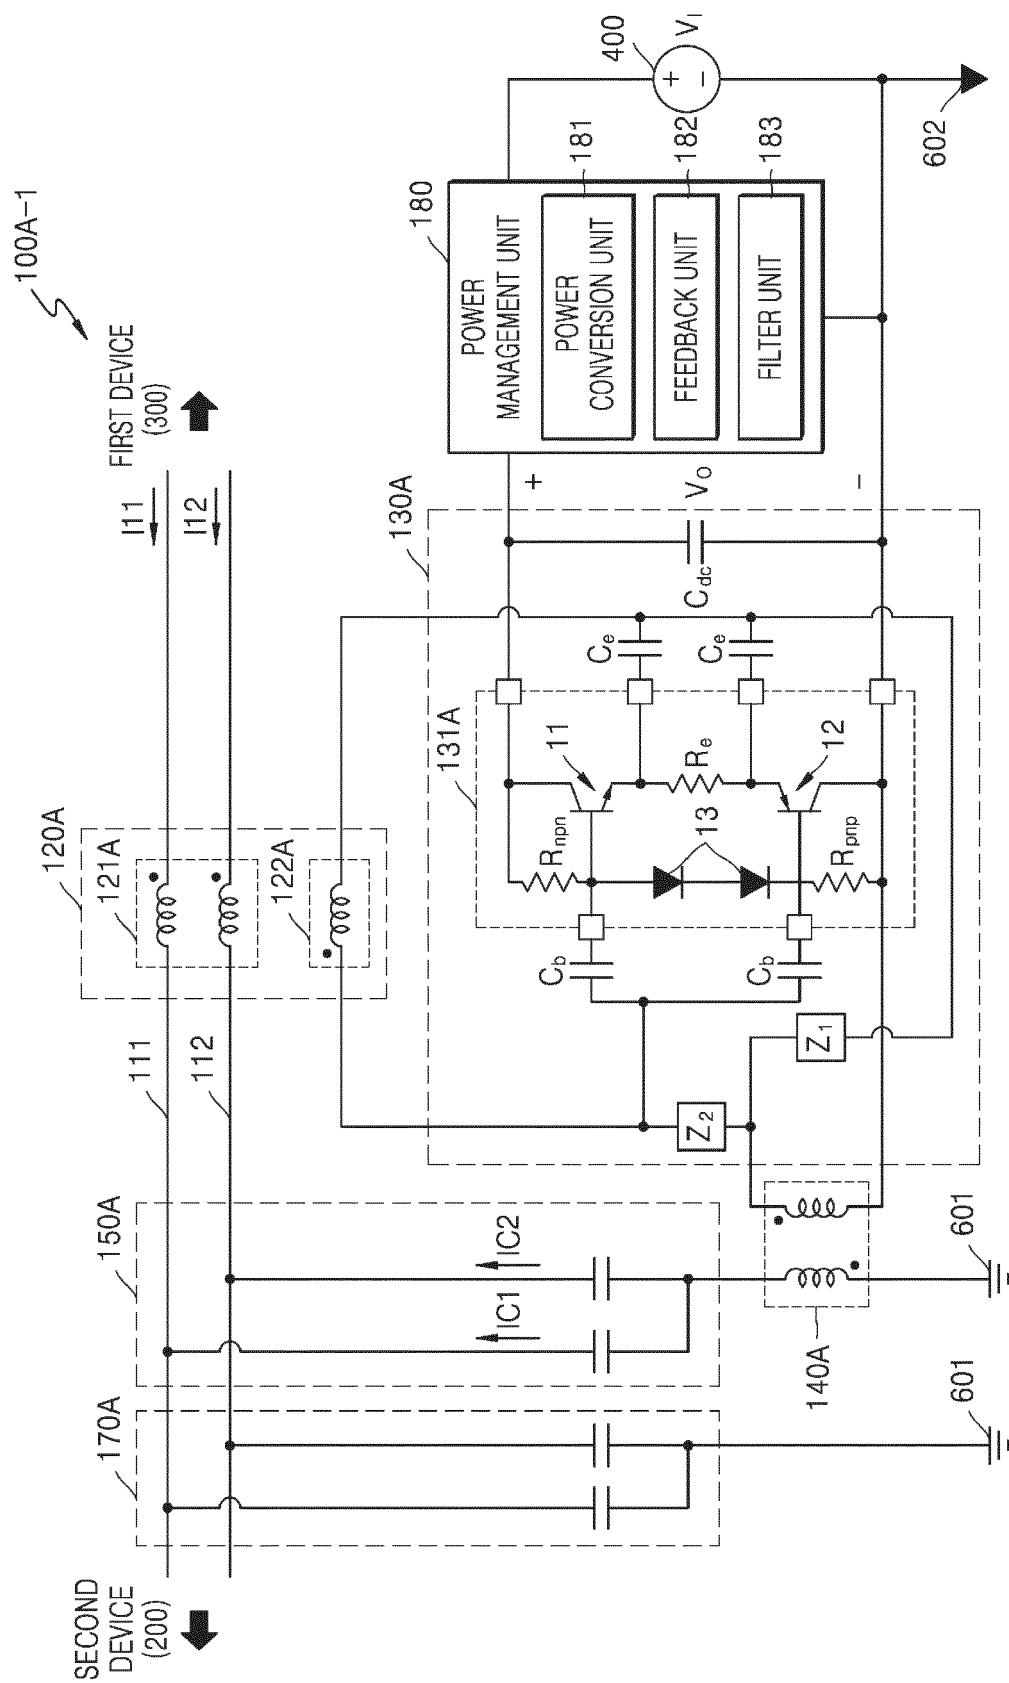 100A-1
SECOND
DEVICE
(200)
FIRST DEVICE
(300)
I11
I12
111
112
170A
150A
120A
121A
122A
IC1
IC2
130A
131A
180
POWER
MANAGEMENT UNIT
POWER
CONVERSION UNIT
181
FEEDBACK UNIT
182
FILTER UNIT
183
400
+
−
VI
+
VO
−
Cdc
Ce
Ce
11
12
Re
Rnpn
13
Rpnp
Cb
Cb
Z2
Z1
140A
601
601
602